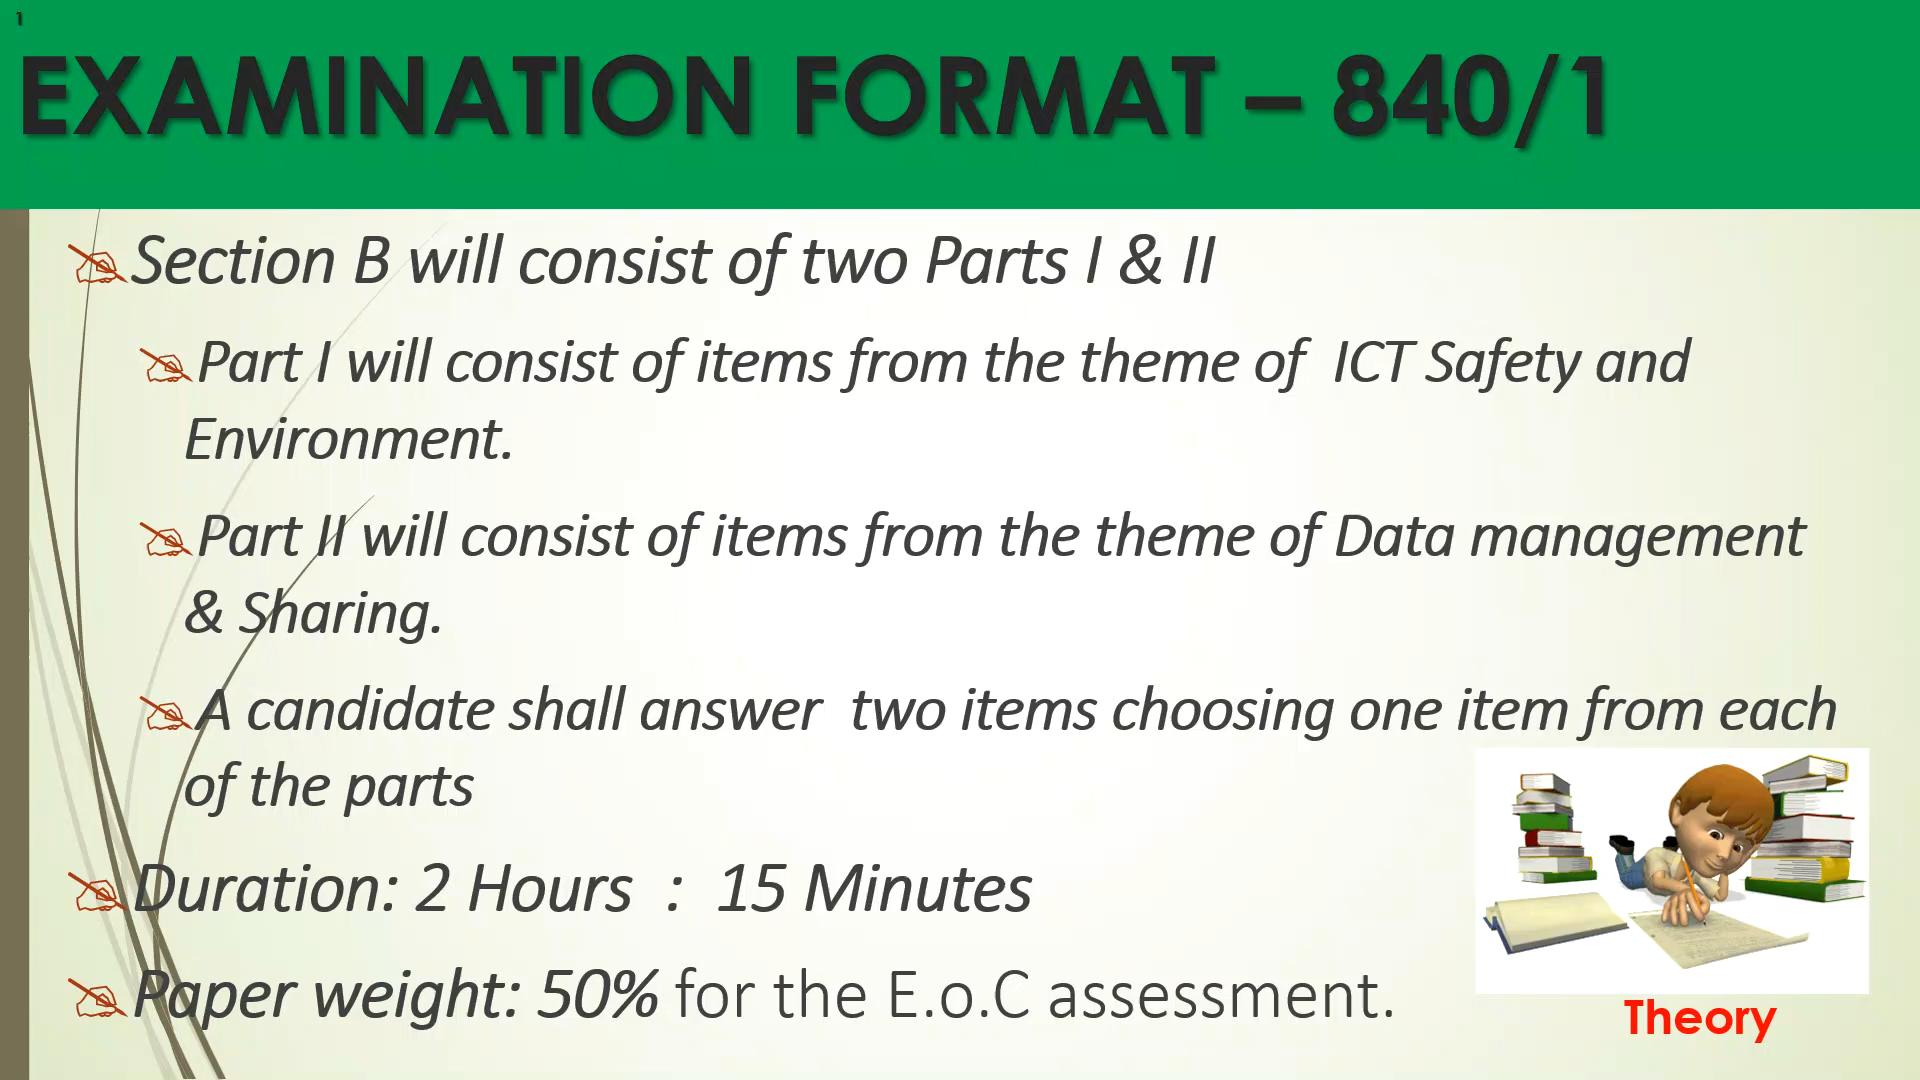 1
EXAMINATION FORMAT – 840/1
Section B will consist of two Parts I & II
Part I will consist of items from the theme of ICT Safety and
Environment.
Part II will consist of items from the theme of Data management
& Sharing.
A candidate shall answer two items choosing one item from each
of the parts
Duration: 2 Hours : 15 Minutes
Paper weight: 50% for the E.o.C assessment.
Theory